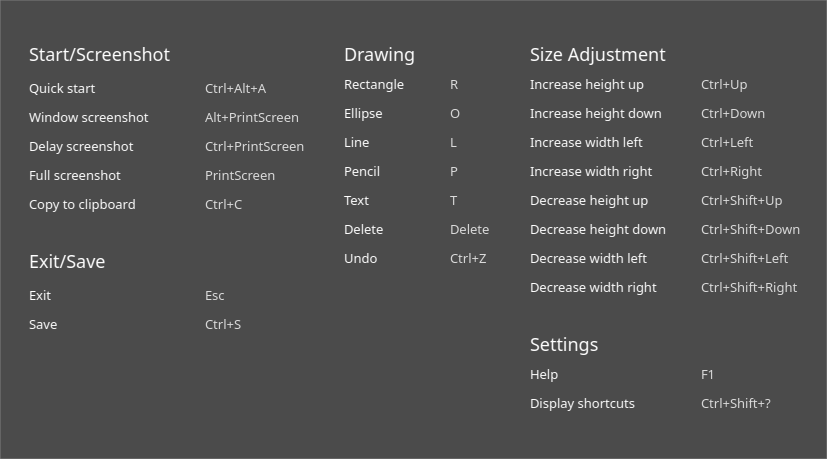 Start/Screenshot
Quick start Ctrl+Alt+A
Window screenshot Alt+PrintScreen
Delay screenshot Ctrl+PrintScreen
Full screenshot PrintScreen
Copy to clipboard Ctrl+C
Exit/Save
Exit Esc
Save Ctrl+S
Drawing
Rectangle R
Ellipse O
Line L
Pencil P
Text T
Delete Delete
Undo Ctrl+Z
Size Adjustment
Increase height up Ctrl+Up
Increase height down Ctrl+Down
Increase width left Ctrl+Left
Increase width right Ctrl+Right
Decrease height up Ctrl+Shift+Up
Decrease height down Ctrl+Shift+Down
Decrease width left Ctrl+Shift+Left
Decrease width right Ctrl+Shift+Right
Settings
Help F1
Display shortcuts Ctrl+Shift+?